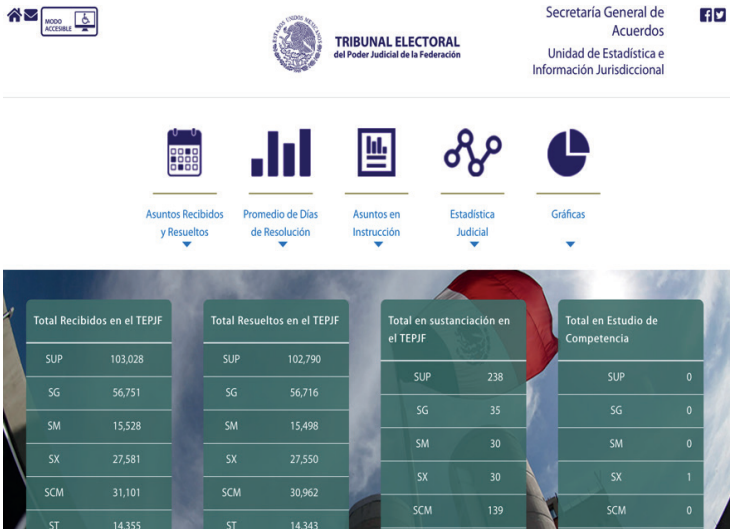 MODO
ACCESIBLE
TRIBUNAL ELECTORAL
del Poder Judicial de la Federación
Secretaría General de
Acuerdos
Unidad de Estadística e
Información Jurisdiccional
Asuntos Recibidos
y Resueltos
Promedio de Días
de Resolución
Asuntos en
Instrucción
Estadística
Judicial
Gráficas
Total Recibidos en el TEPJF
SUP 103,028
SG 56,751
SM 15,528
SX 27,581
SCM 31,101
ST 14,355
Total Resueltos en el TEPJF
SUP 102,790
SG 56,716
SM 15,498
SX 27,550
SCM 30,962
ST 14,343
Total en sustanciación en
el TEPJF
SUP 238
SG 35
SM 30
SX 30
SCM 139
Total en Estudio de
Competencia
SUP 0
SG 0
SM 0
SX 1
SCM 0